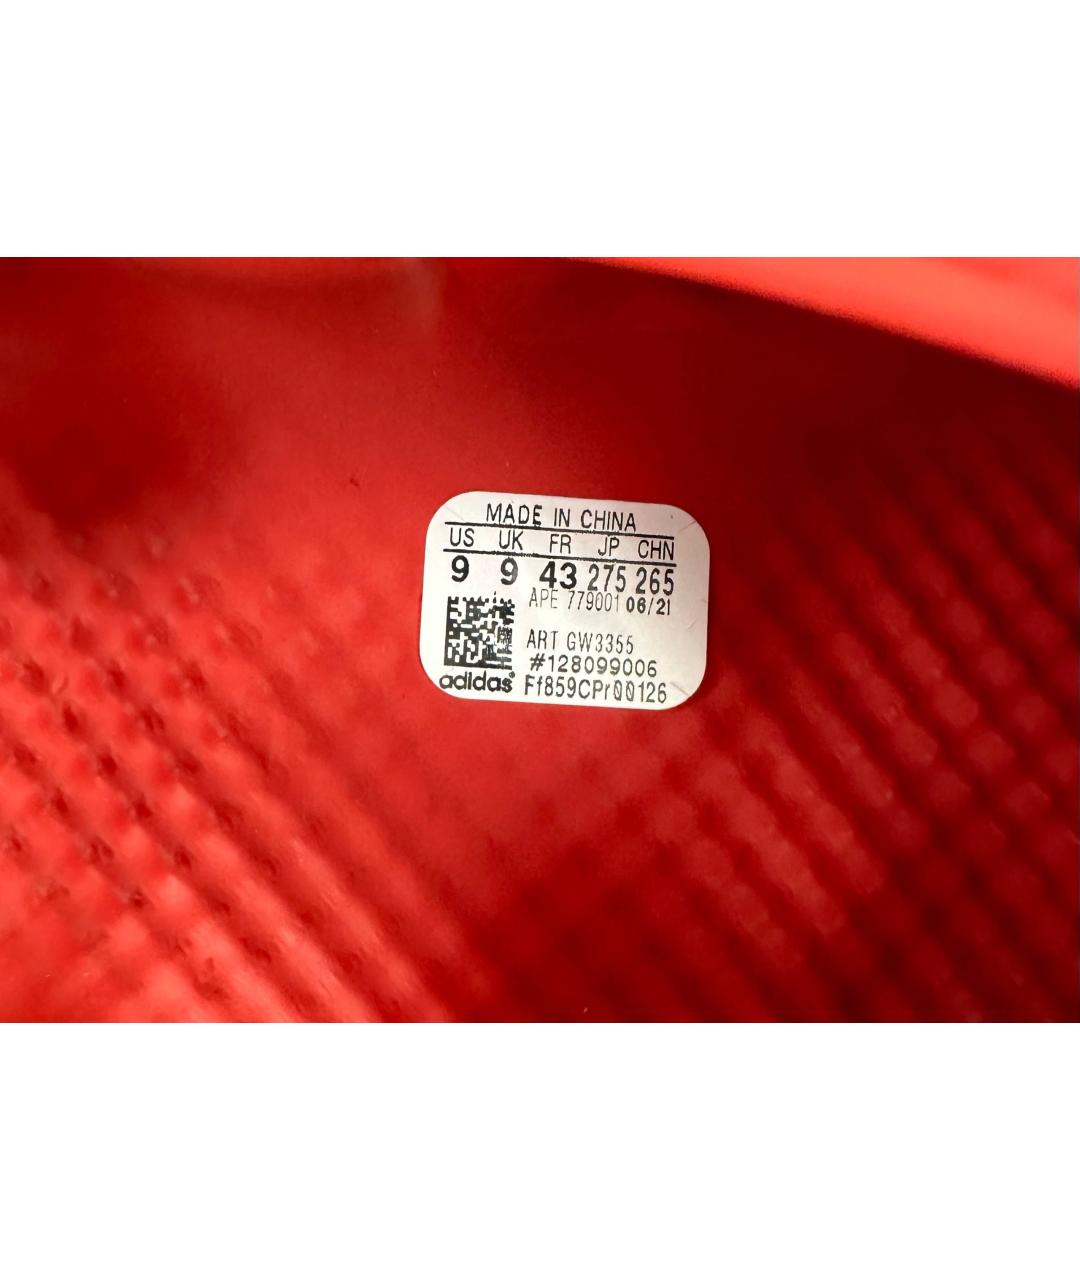 MADE IN CHINA
US UK FR JP CHN
9 9 43 275 265
APE 779001 06/21
ART GW3355
#128099006
adidas® Ff859CPr00126